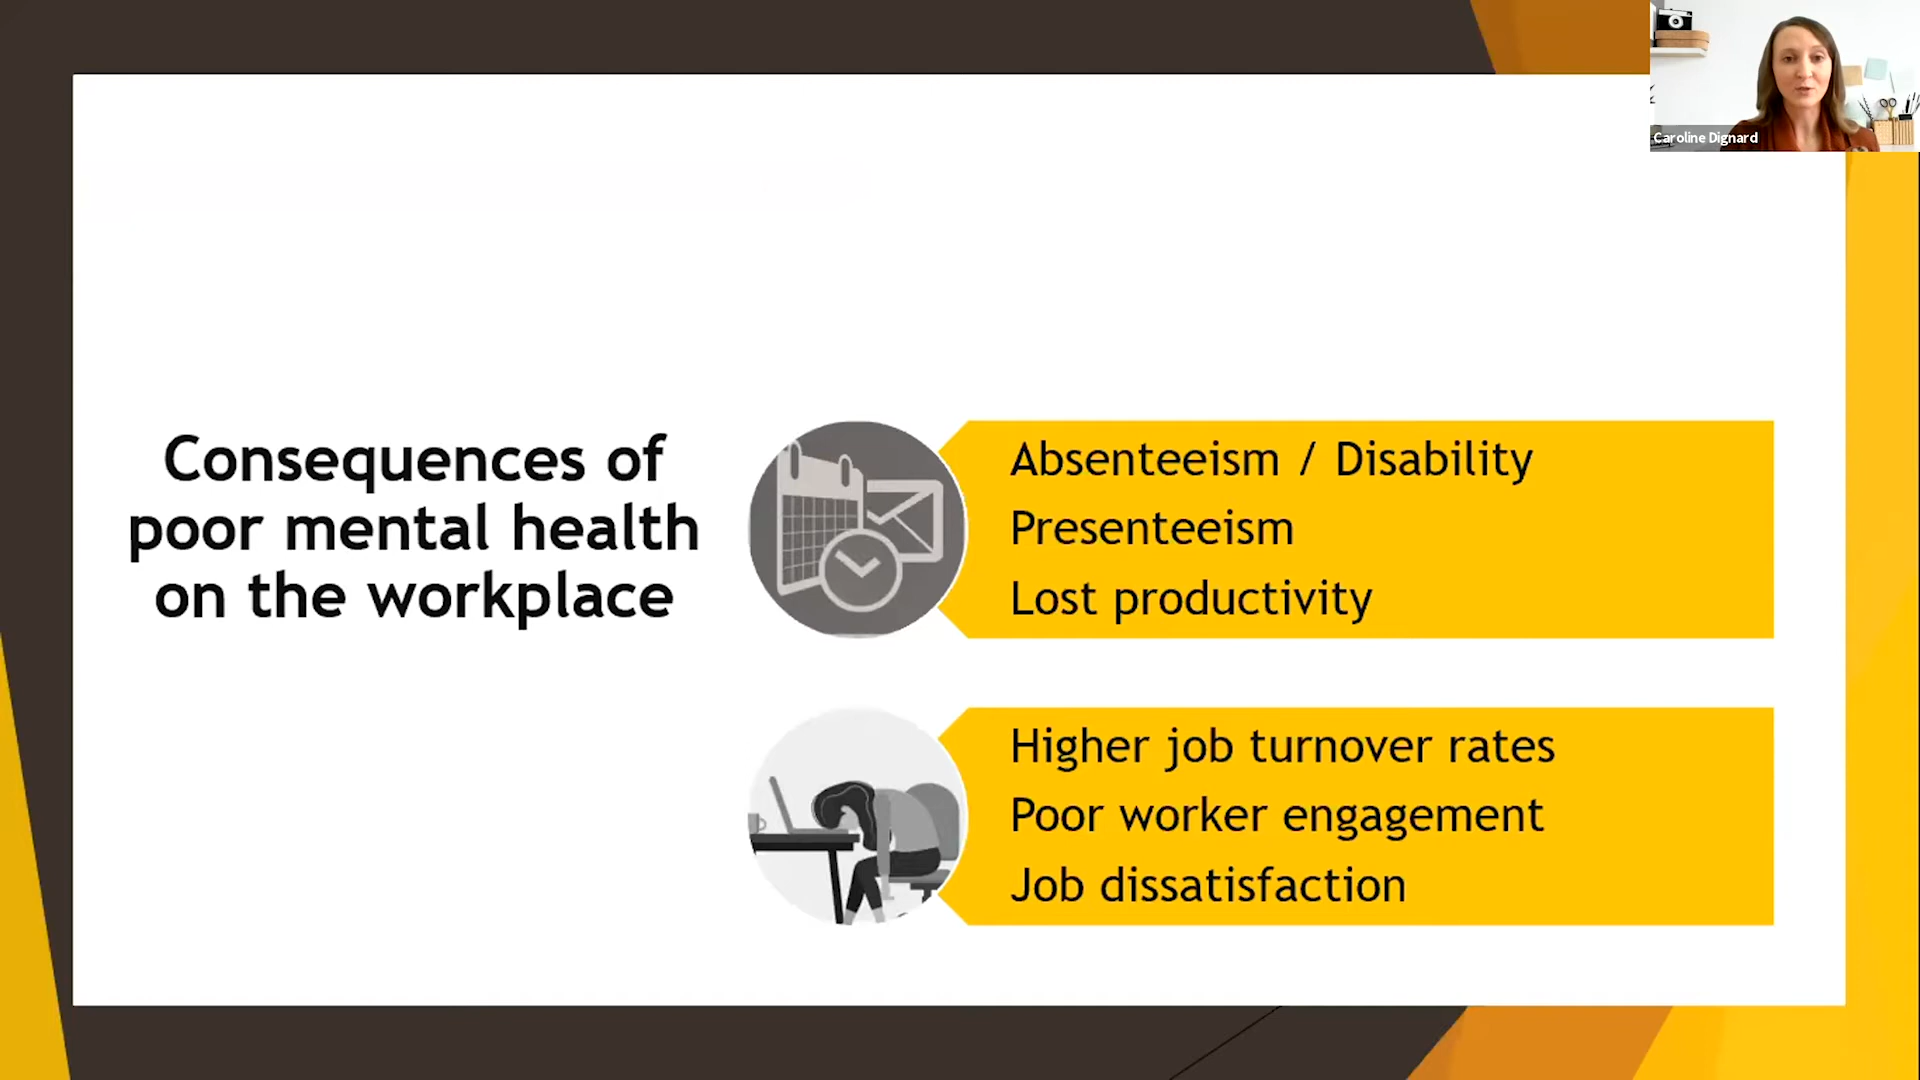 Caroline Dignard
Consequences of
poor mental health
on the workplace
Absenteeism / Disability
Presenteeism
Lost productivity
Higher job turnover rates
Poor worker engagement
Job dissatisfaction